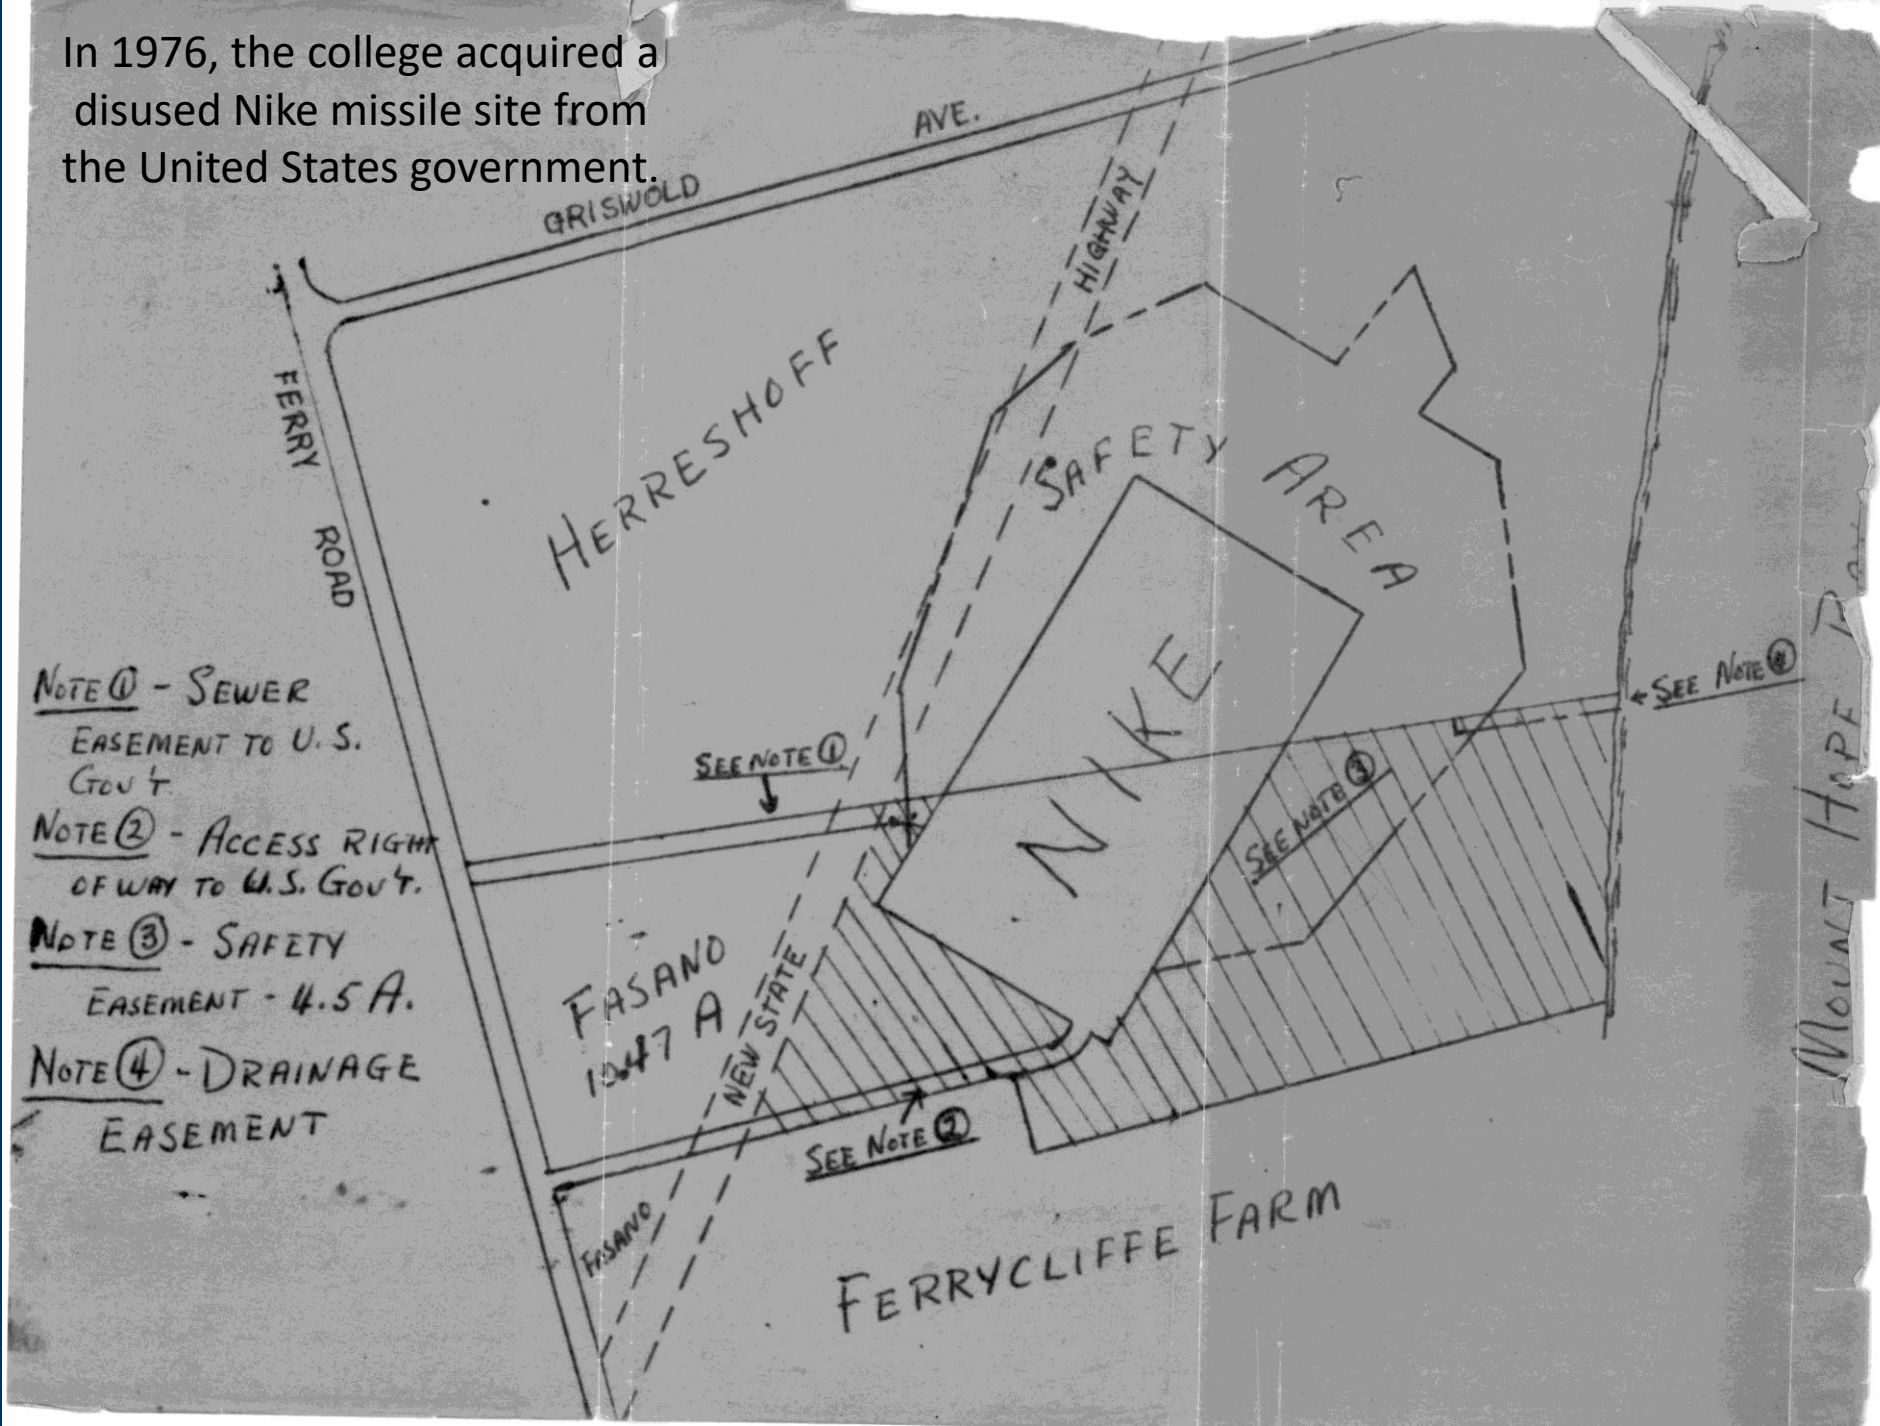 In 1976, the college acquired a
disused Nike missile site from
the United States government.
GRISWOLD
AVE.
HIGHWAY
FERRY
ROAD
HERRESHOFF
SAFETY AREA
NIKE
NOTE ① - SEWER
EASEMENT TO U.S.
GOV'T.
NOTE ② - ACCESS RIGHT
OF WAY TO U.S. GOV'T.
NOTE ③ - SAFETY
EASEMENT - 4.5 A.
NOTE ④ - DRAINAGE
EASEMENT
SEE NOTE ①
SEE NOTE ④
SEE NOTE ③
FASANO
A
NEW STATE
SEE NOTE ②
FASANO
FERRYCLIFFE FARM
MOUNT HOPE